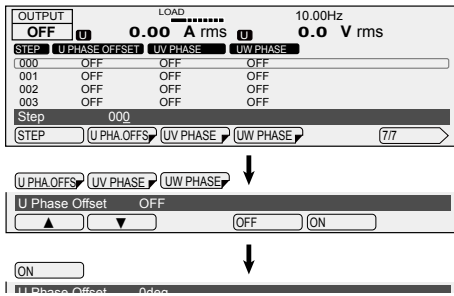 OUTPUT LOAD 10.00Hz
OFF U 0.00 A rms U 0.0 V rms
STEP U PHASE OFFSET UV PHASE UW PHASE
000 OFF OFF OFF
001 OFF OFF OFF
002 OFF OFF OFF
003 OFF OFF OFF
Step 000
STEP U PHA.OFFS UV PHASE UW PHASE 7/7
U PHA.OFFS UV PHASE UW PHASE
U Phase Offset OFF
▲ ▼ OFF ON
ON
U Phase Offset 0deg